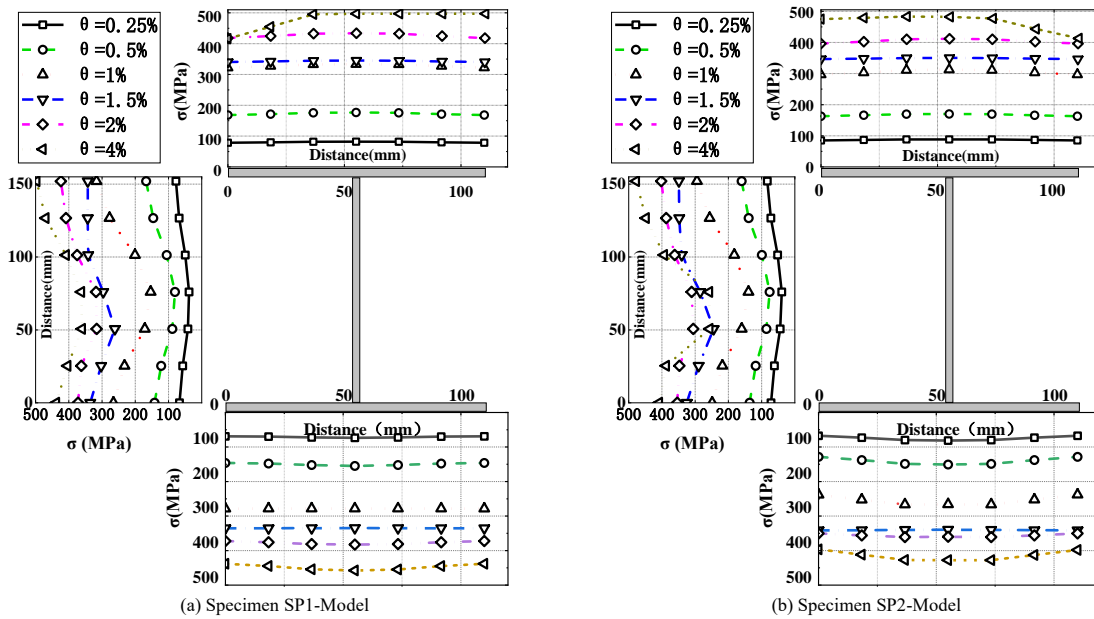 θ=0.25%
θ=0.5%
θ=1%
θ=1.5%
θ=2%
θ=4%
500
400
300
200
100
0
σ(MPa)
Distance(mm)
0 50 100
150
100
50
0
Distance(mm)
500 400 300 200 100
σ (MPa)
0 50 100
Distance（mm）
100
200
300
400
500
σ(MPa)
(a) Specimen SP1-Model
θ=0.25%
θ=0.5%
θ=1%
θ=1.5%
θ=2%
θ=4%
500
400
300
200
100
0
σ(MPa)
Distance(mm)
0 50 100
150
100
50
0
Distance(mm)
500 400 300 200 100
σ (MPa)
0 50 100
Distance (mm)
100
200
300
400
500
σ(MPa)
(b) Specimen SP2-Model